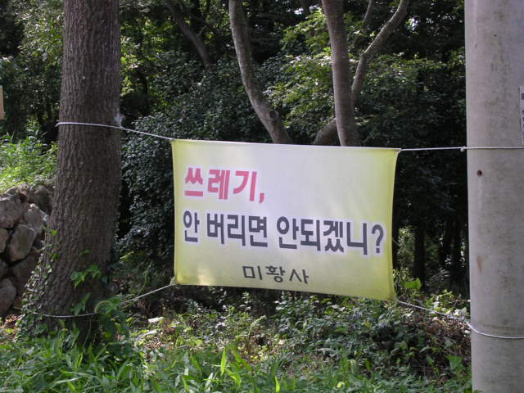 쓰레기,
안 버리면 안되겠니?
미황사